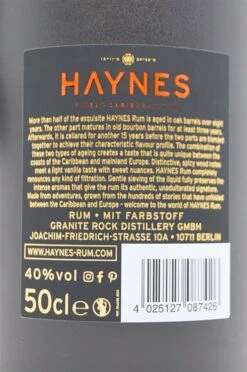 HAYNES
More than half of the exquisite HAYNES Rum is aged in oak barrels over eight
years. The other part matures in old bourbon barrels for at least three years.
Afterwards, it is cellared for another 15 years before the two parts are blended
together to achieve their characteristic flavour profile. The combination of
these two types of ageing creates a taste that is quite unique between the
coasts of the Caribbean and mainland Europa. Distinctive, spicy wood notes
meet a light vanilla taste with sweet nuances. HAYNES Rum completely
renounces any kind of filtration. Gentle sieving of the liquid fully preserves the
intense aromas that give the rum its authentic, unadulterated signature.
Made from adventures, grown from the hundreds of stories that have unfolded
between the Caribbean and Europe - welcome to the world of HAYNES Rum.
RUM • MIT FARBSTOFF
GRANITE ROCK DISTILLERY GMBH
JOACHIM-FRIEDRICH-STRASSE 10A • 10711 BERLIN
WWW.HAYNES-RUM.COM
40%vol
50cl e
4 025127 087426